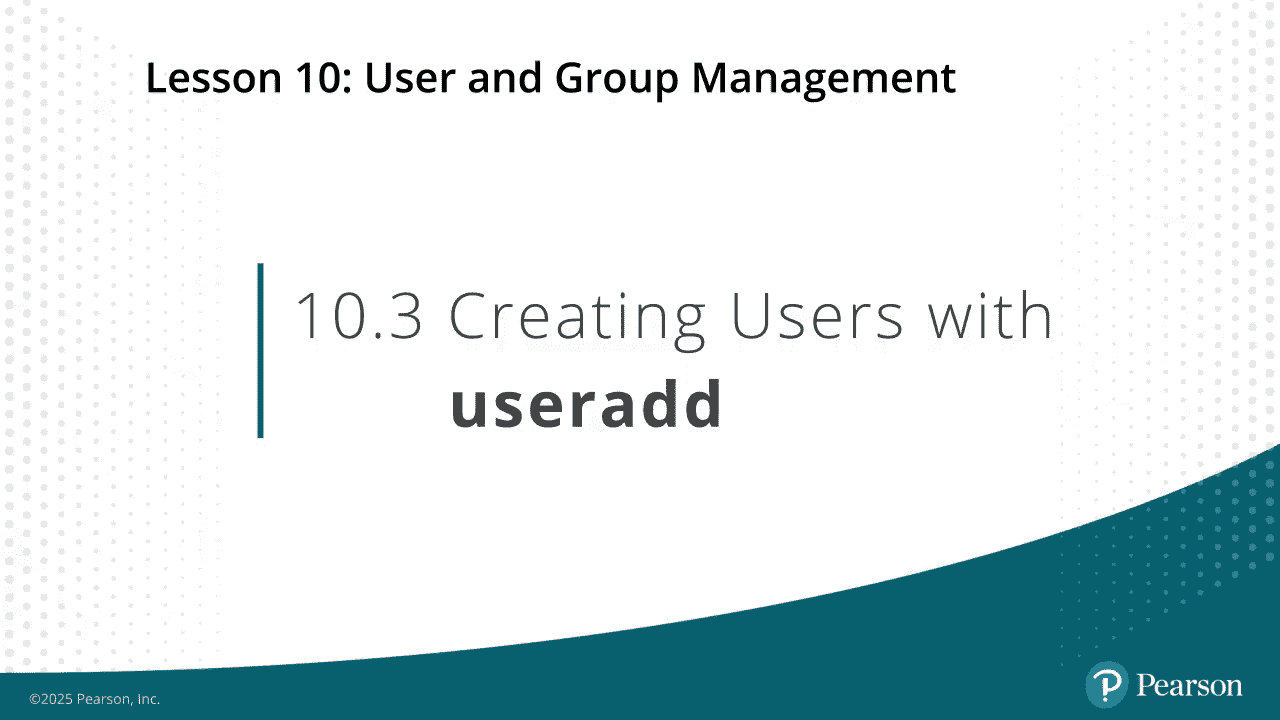 Lesson 10: User and Group Management
10.3 Creating Users with
useradd
©2025 Pearson, Inc.
Pearson